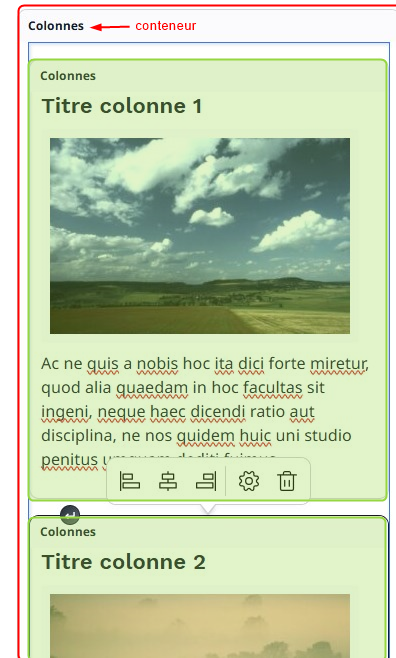 Colonnes
conteneur
Colonnes
Titre colonne 1
Ac ne quis a nobis hoc ita dici forte miretur,
quod alia quaedam in hoc facultas sit
ingeni, neque haec dicendi ratio aut
disciplina, ne nos quidem huic uni studio
penitus
Colonnes
Titre colonne 2